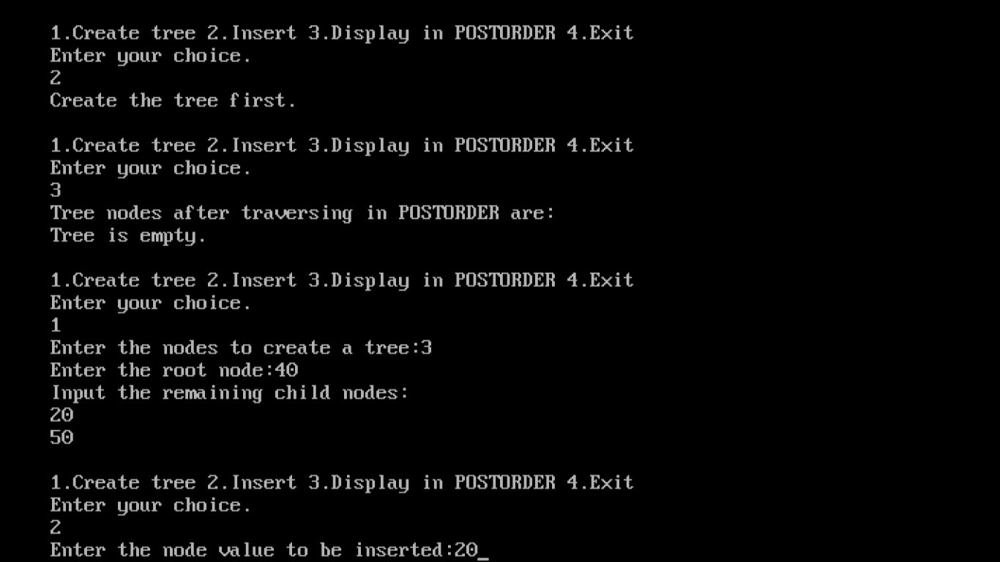 1.Create tree 2.Insert 3.Display in POSTORDER 4.Exit
Enter your choice.
2
Create the tree first.
1.Create tree 2.Insert 3.Display in POSTORDER 4.Exit
Enter your choice.
3
Tree nodes after traversing in POSTORDER are:
Tree is empty.
1.Create tree 2.Insert 3.Display in POSTORDER 4.Exit
Enter your choice.
1
Enter the nodes to create a tree:3
Enter the root node:40
Input the remaining child nodes:
20
50
1.Create tree 2.Insert 3.Display in POSTORDER 4.Exit
Enter your choice.
2
Enter the node value to be inserted:20_